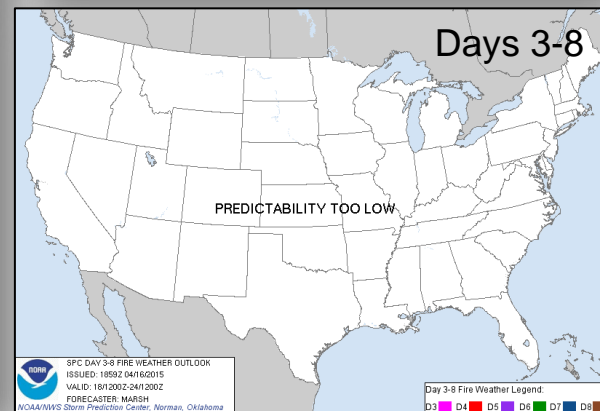 Days 3-8
PREDICTABILITY TOO LOW
NOAA
SPC DAY 3-8 FIRE WEATHER OUTLOOK
ISSUED: 1859Z 04/16/2015
VALID: 18/1200Z-24/1200Z
FORECASTER: MARSH
NOAA/NWS Storm Prediction Center, Norman, Oklahoma
Day 3-8 Fire Weather Legend:
D3 D4 D5 D6 D7 D8